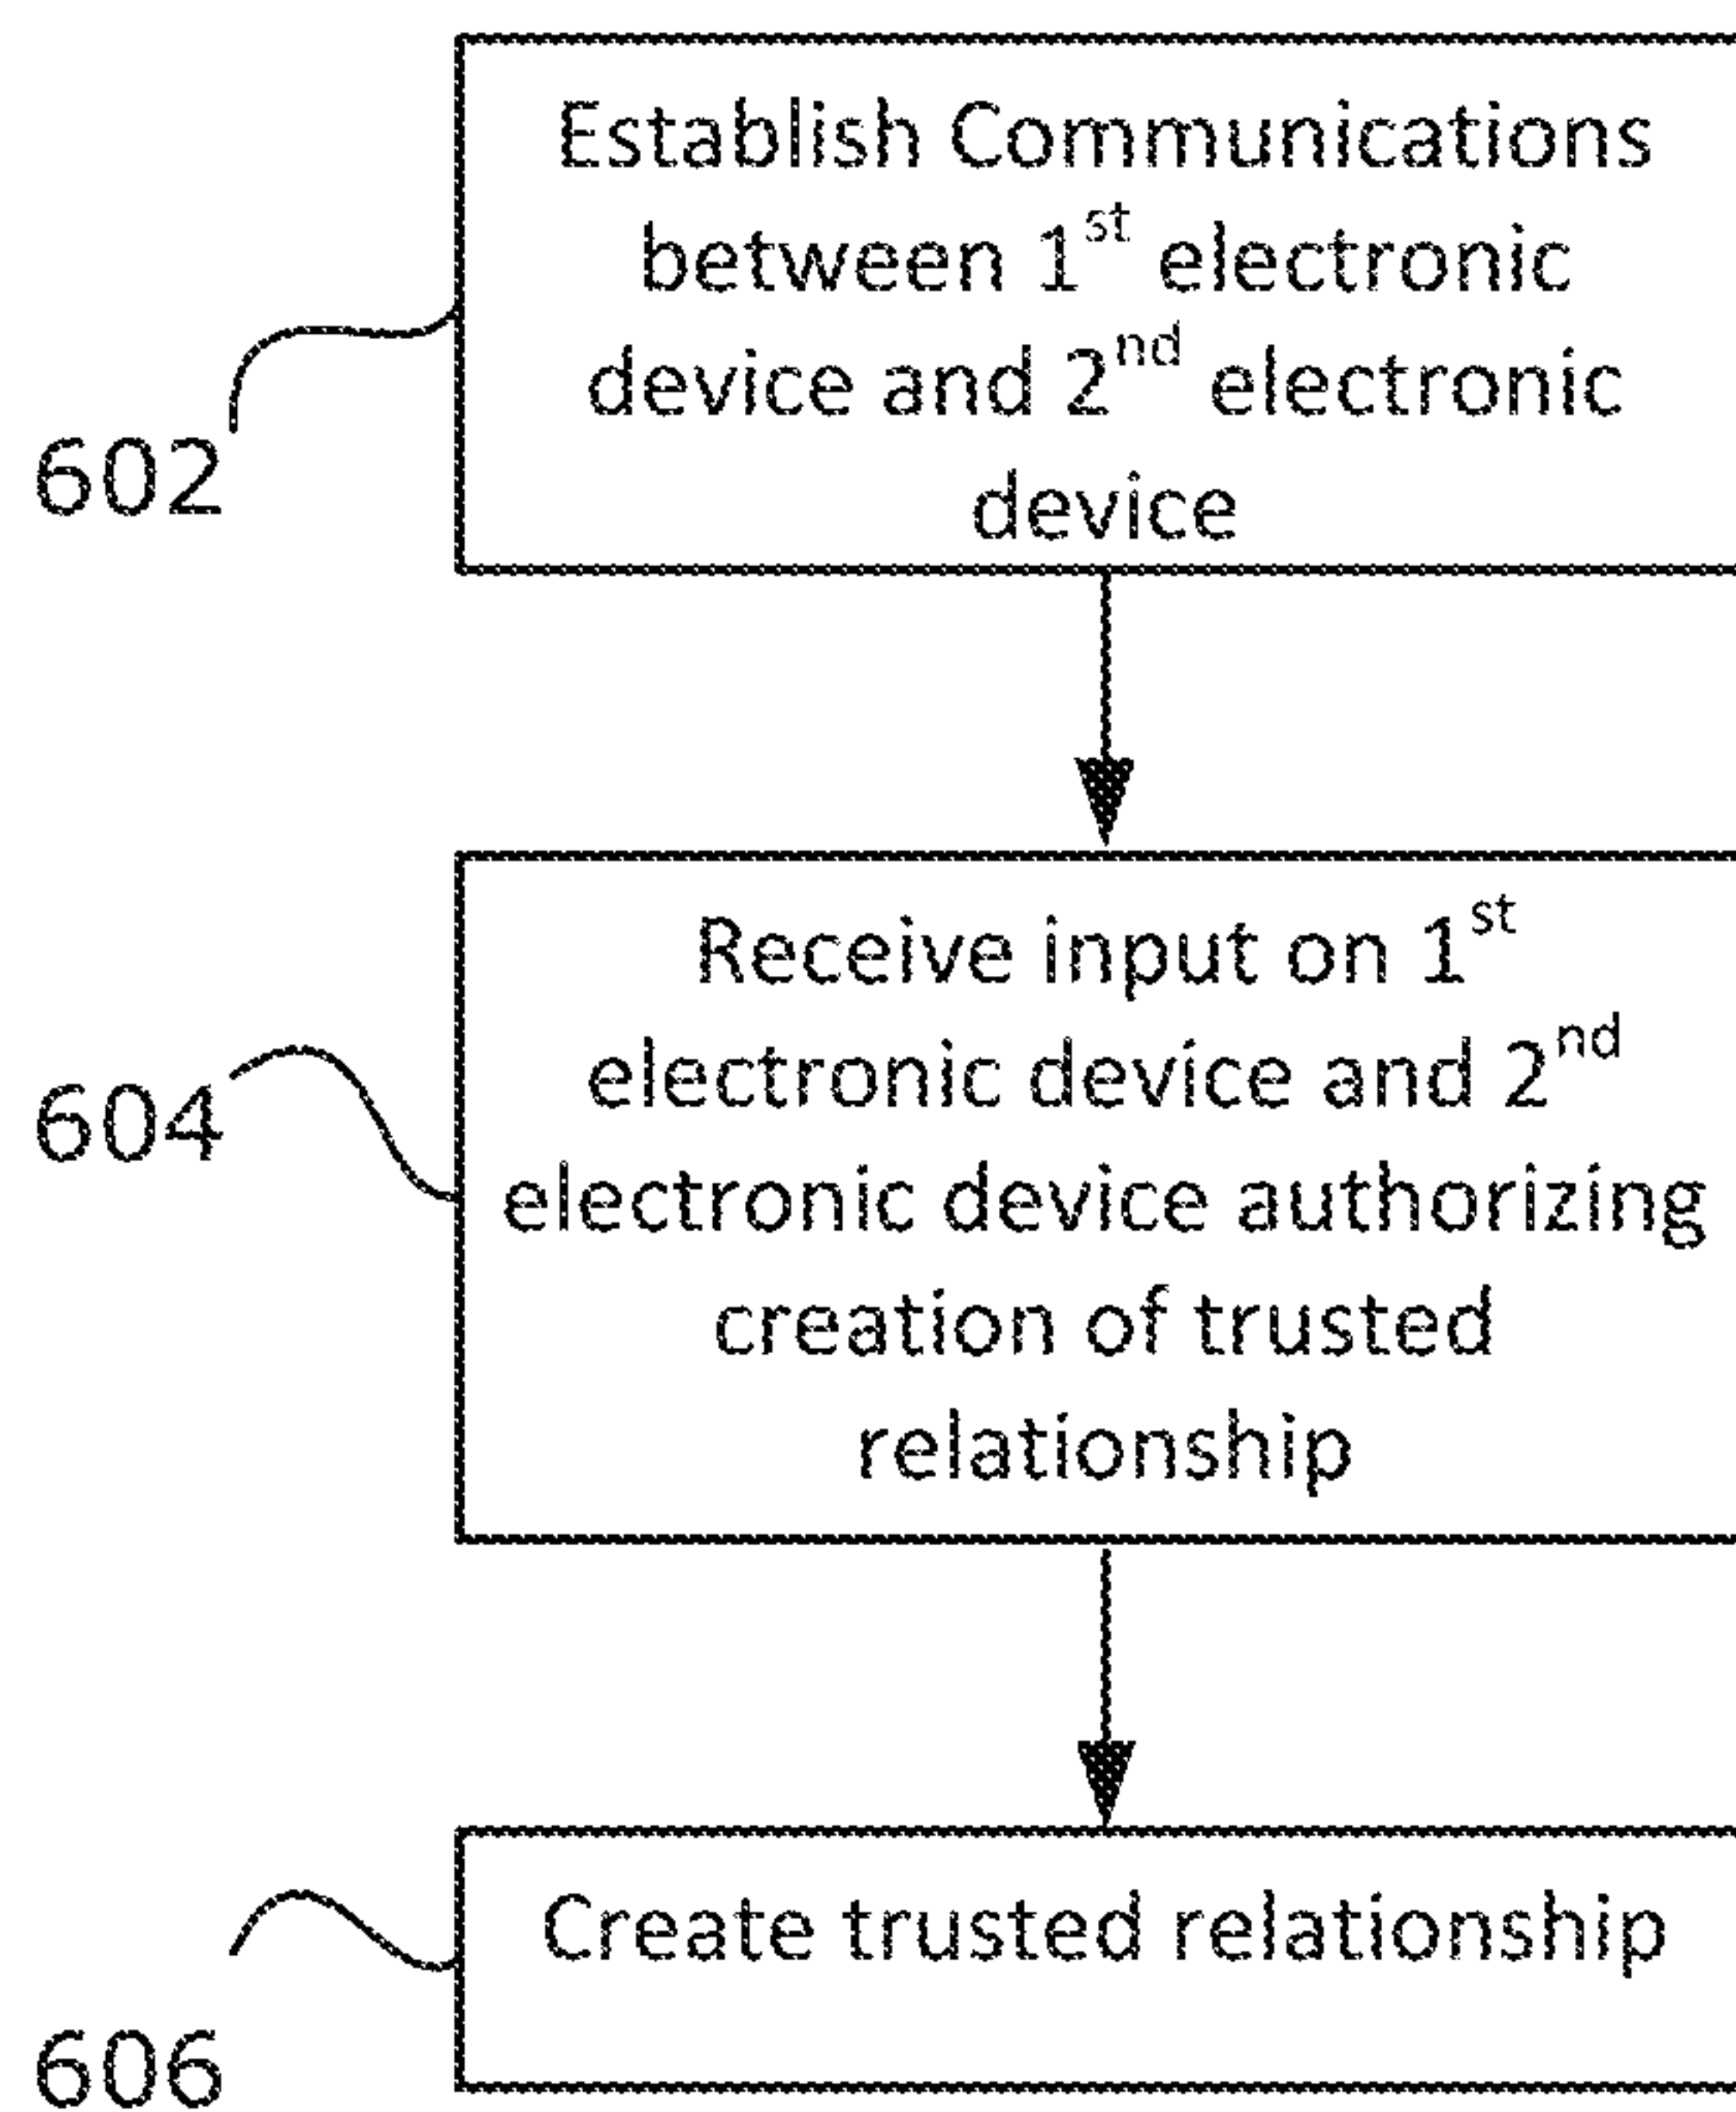 Establish Communications
between 1st electronic
device and 2nd electronic
device
602
Receive input on 1st
electronic device and 2nd
electronic device authorizing
creation of trusted
relationship
604
Create trusted relationship
606